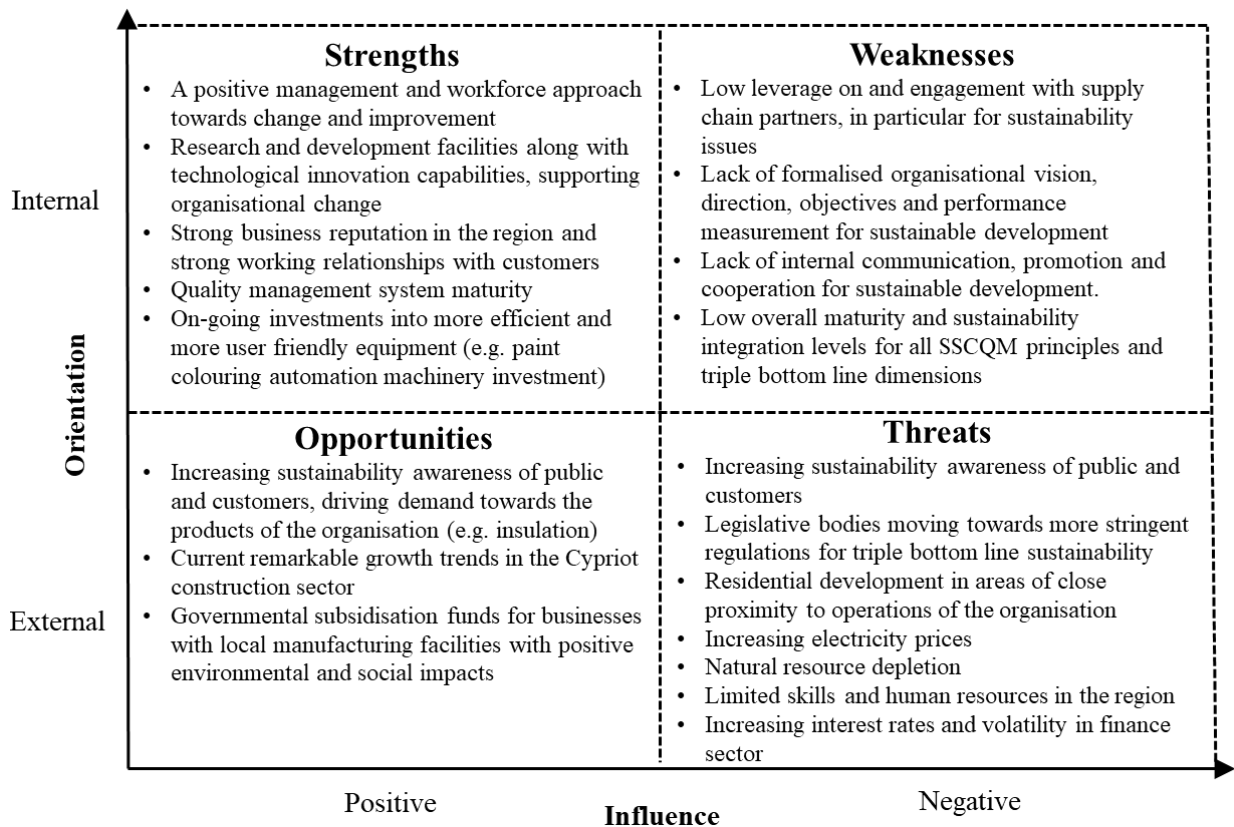 Strengths
• A positive management and workforce approach
towards change and improvement
• Research and development facilities along with
technological innovation capabilities, supporting
organisational change
• Strong business reputation in the region and
strong working relationships with customers
• Quality management system maturity
• On-going investments into more efficient and
more user friendly equipment (e.g. paint
colouring automation machinery investment)
Weaknesses
• Low leverage on and engagement with supply
chain partners, in particular for sustainability
issues
• Lack of formalised organisational vision,
direction, objectives and performance
measurement for sustainable development
• Lack of internal communication, promotion and
cooperation for sustainable development.
• Low overall maturity and sustainability
integration levels for all SSCQM principles and
triple bottom line dimensions
Internal
Orientation
External
Opportunities
• Increasing sustainability awareness of public
and customers, driving demand towards the
products of the organisation (e.g. insulation)
• Current remarkable growth trends in the Cypriot
construction sector
• Governmental subsidisation funds for businesses
with local manufacturing facilities with positive
environmental and social impacts
Threats
• Increasing sustainability awareness of public and
customers
• Legislative bodies moving towards more stringent
regulations for triple bottom line sustainability
• Residential development in areas of close
proximity to operations of the organisation
• Increasing electricity prices
• Natural resource depletion
• Limited skills and human resources in the region
• Increasing interest rates and volatility in finance
sector
Positive
Influence
Negative